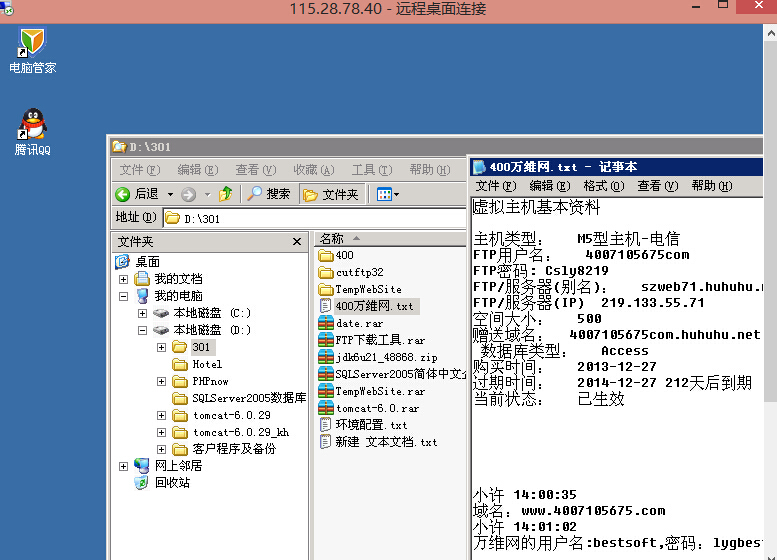 115.28.78.40 - 远程桌面连接
电脑管家
腾讯QQ
D:\301
文件(F) 编辑(E) 查看(V) 收藏(A) 工具(T) 帮助(H)
后退 搜索 文件夹
地址(D) D:\301
文件夹
桌面
我的文档
我的电脑
本地磁盘 (C:)
本地磁盘 (D:)
301
Hotel
PHPnow
SQLServer2005数据库
tomcat-6.0.29
tomcat-6.0.29_kh
客户程序及备份
网上邻居
回收站
名称
400
cutftp32
TempWebSite
400万维网.txt
date.rar
FTP下载工具.rar
jdk6u21_48868.zip
SQLServer2005简体中文
TempWebSite.rar
tomcat-6.0.rar
环境配置.txt
新建 文本文档.txt
400万维网.txt - 记事本
文件(F) 编辑(E) 格式(O) 查看(V) 帮助(H)
虚拟主机基本资料
主机类型: M5型主机-电信
FTP用户名: 4007105675com
FTP密码: Csly8219
FTP/服务器(别名): szweb71.huhuhu.
FTP/服务器(IP) 219.133.55.71
空间大小: 500
赠送域名: 4007105675com.huhuhu.net
数据库类型: Access
购买时间: 2013-12-27
过期时间: 2014-12-27 212天后到期
当前状态: 已生效
小许 14:00:35
域名: www.4007105675.com
小许 14:01:02
万维网的用户名:bestsoft,密码: lygbes